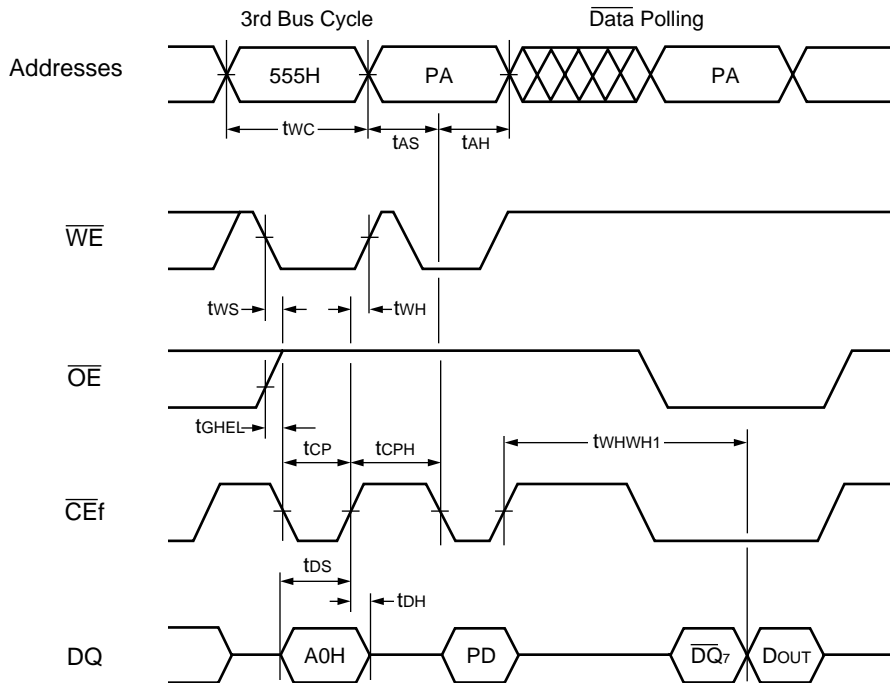 3rd Bus Cycle
Data Polling
Addresses
555H
PA
PA
tWC
tAS
tAH
WE
tWS
tWH
OE
tGHEL
tCP
tCPH
tWHWH1
CEf
tDS
tDH
DQ
A0H
PD
DQ7
DOUT